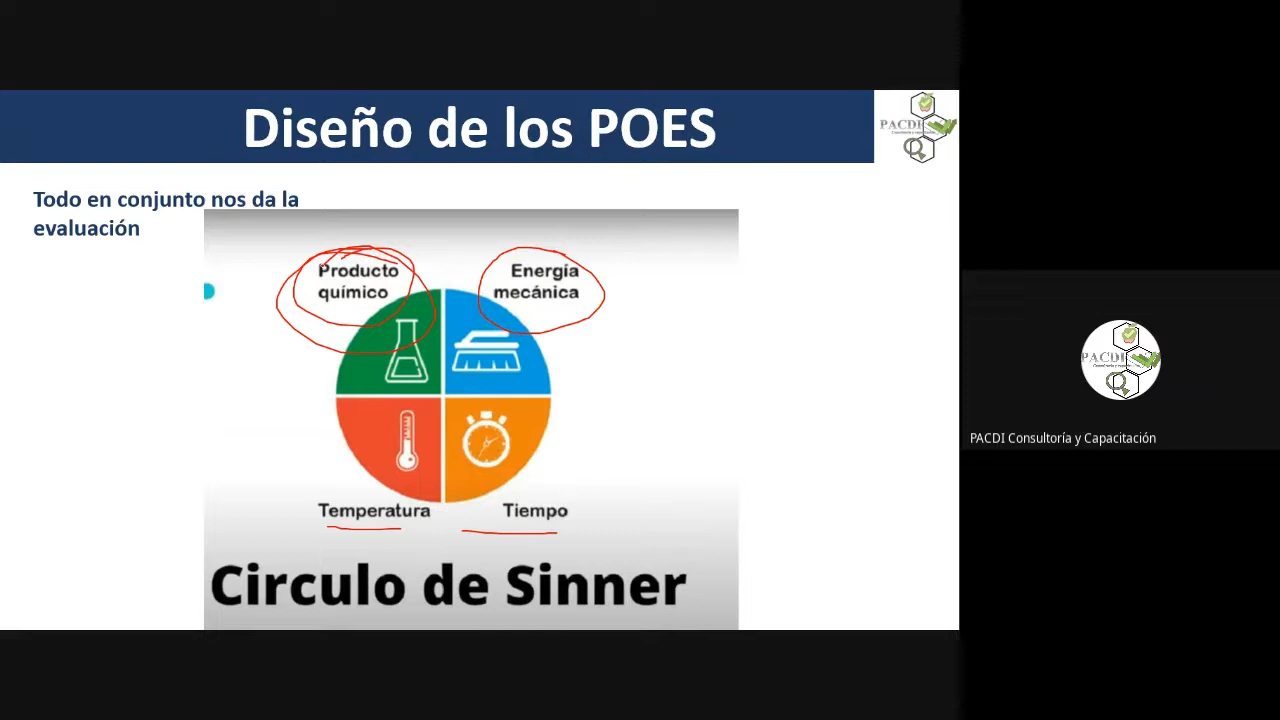 Diseño de los POES
PACDI
Todo en conjunto nos da la
evaluación
Producto
químico
Energía
mecánica
Temperatura
Tiempo
Circulo de Sinner
PACDI
PACDI Consultoría y Capacitación